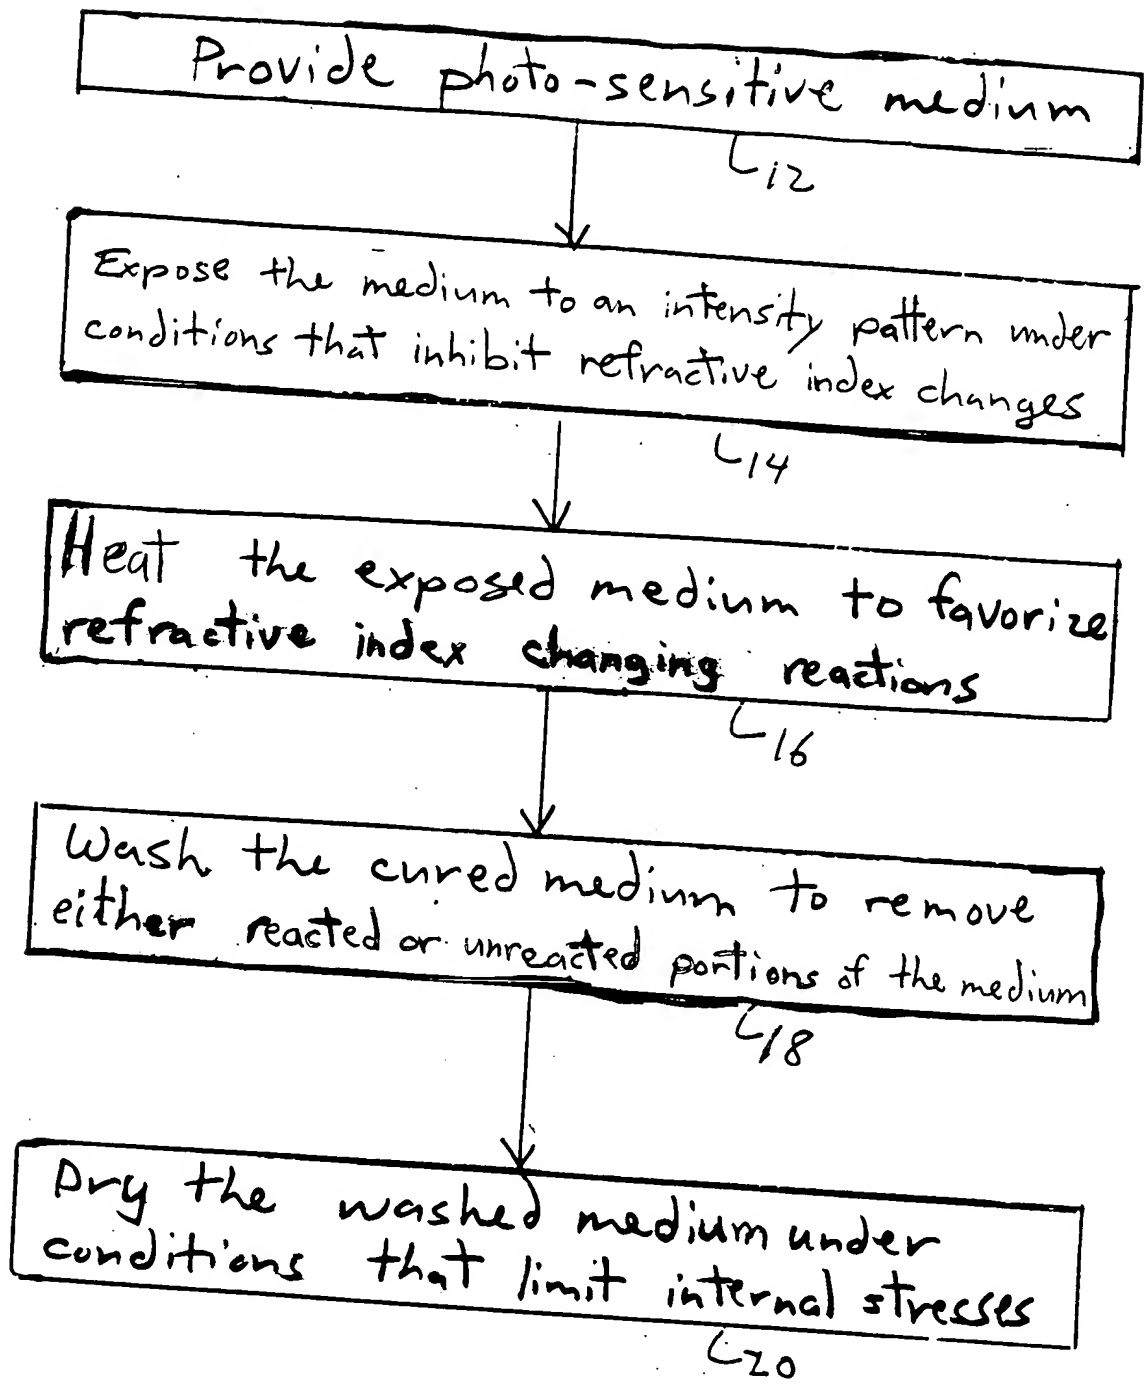 Provide photo-sensitive medium
12
Expose the medium to an intensity pattern under
conditions that inhibit refractive index changes
14
Heat the exposed medium to favorize
refractive index changing reactions
16
Wash the cured medium to remove
either reacted or unreacted portions of the medium
18
Dry the washed medium under
conditions that limit internal stresses
20